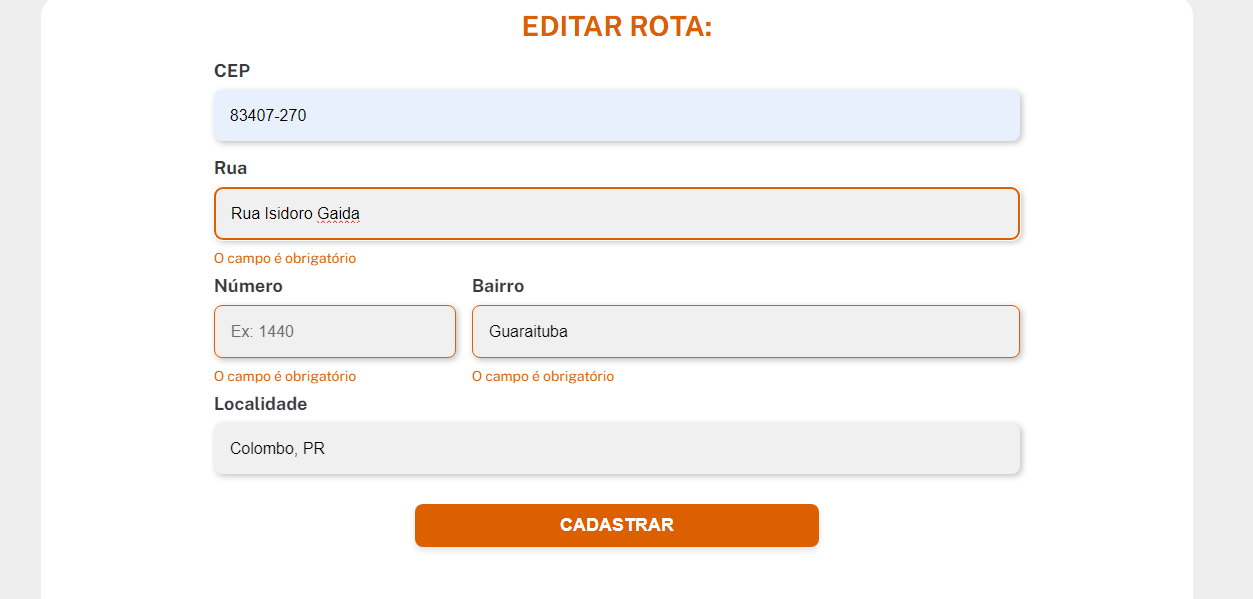 EDITAR ROTA:
CEP
83407-270
Rua
Rua Isidoro Gaida
O campo é obrigatório
Número
Bairro
Ex: 1440
Guaraituba
O campo é obrigatório
O campo é obrigatório
Localidade
Colombo, PR
CADASTRAR